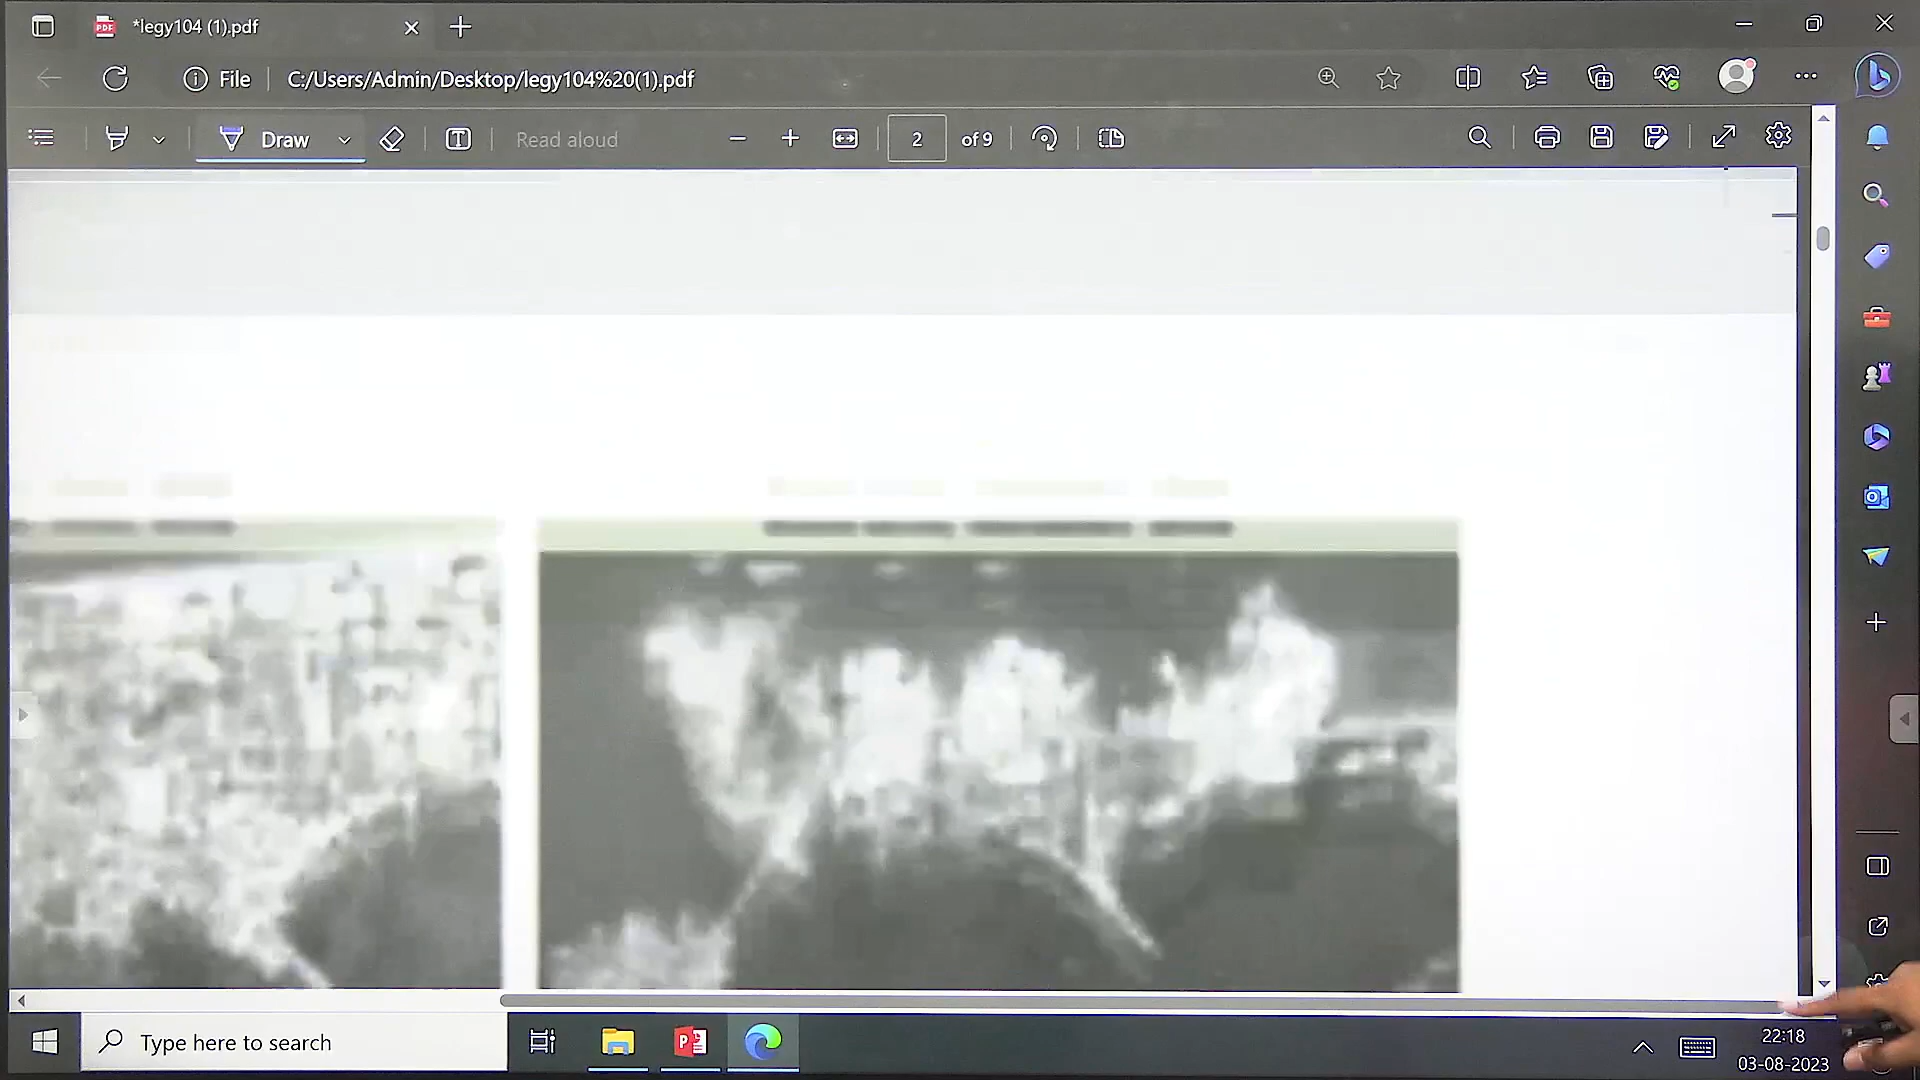 *legy104 (1).pdf
File
C:/Users/Admin/Desktop/legy104%20(1).pdf
Draw
Read aloud
2 of 9
Type here to search
22:18
03-08-2023